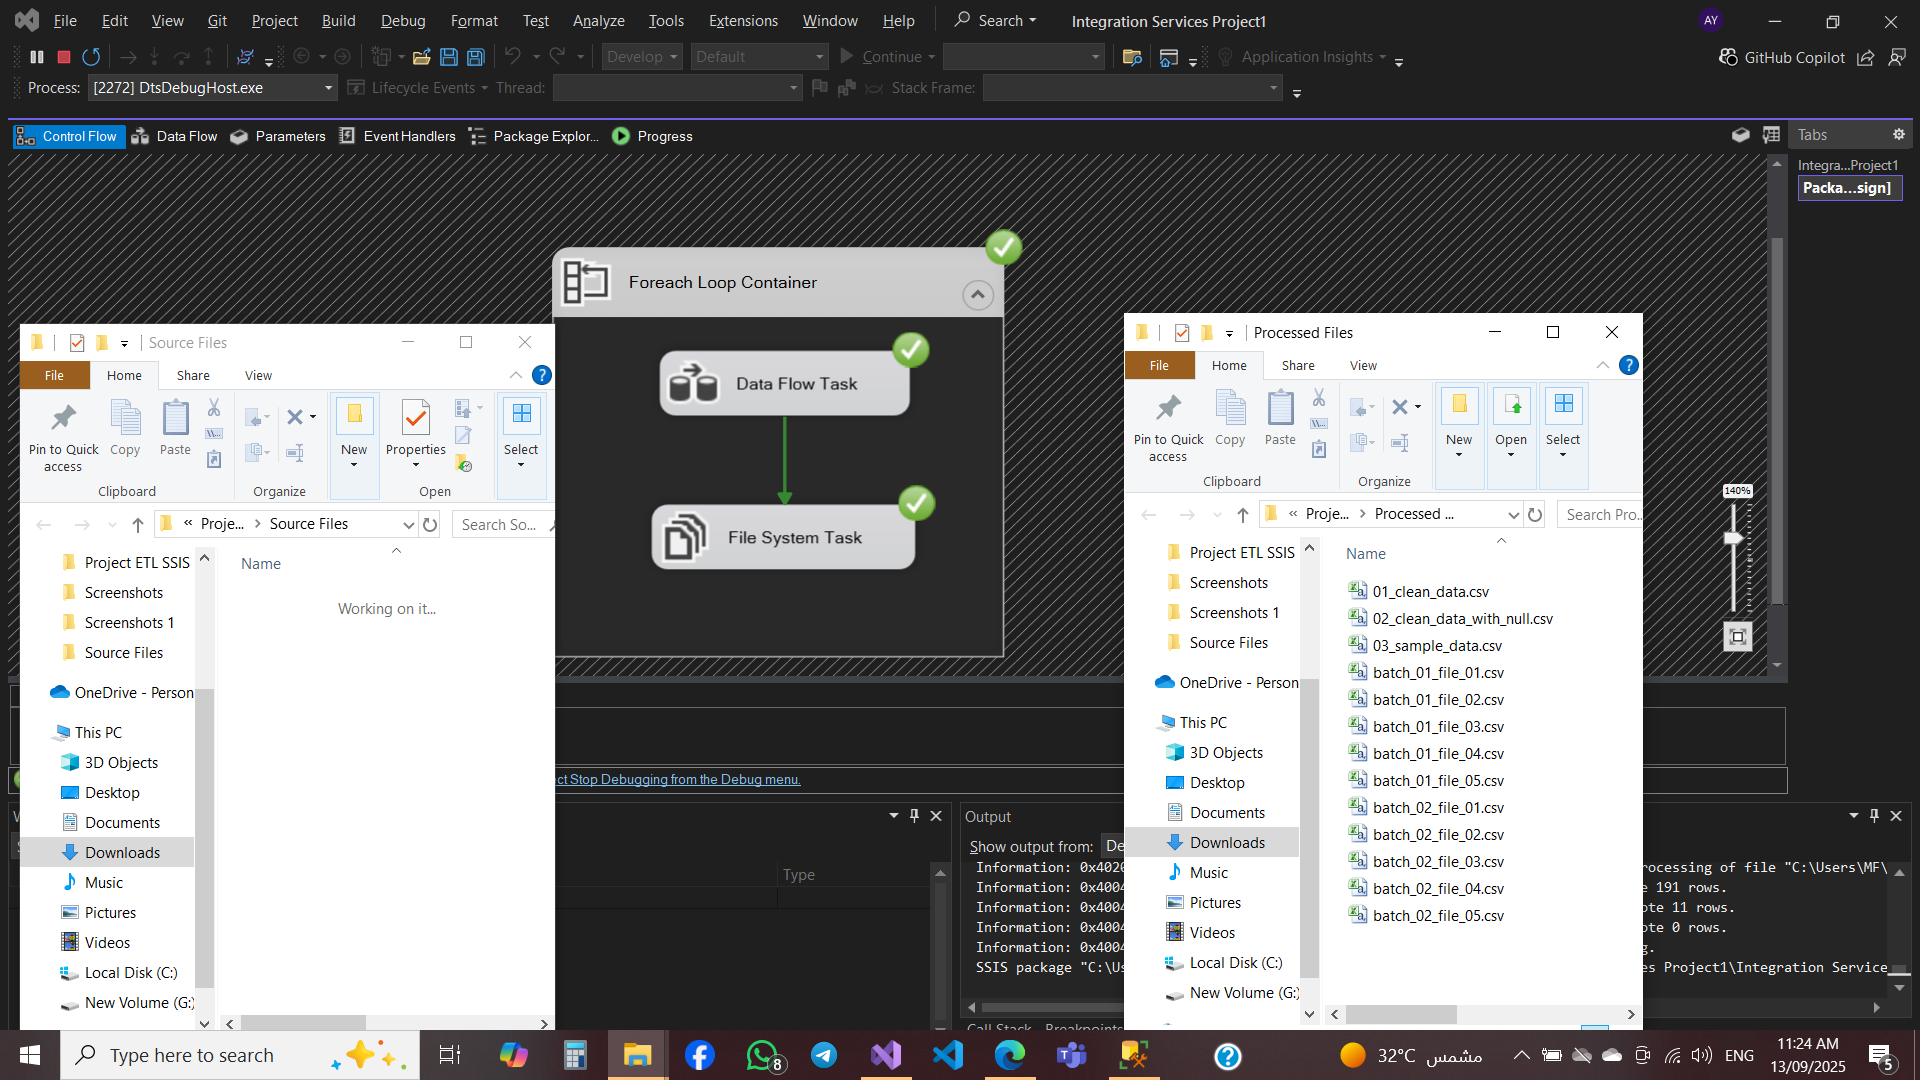 File Edit View Git Project Build Debug Format Test Analyze Tools Extensions Window Help Search Integration Services Project1 AY
Develop Default Continue Application Insights GitHub Copilot
Process: [2272] DtsDebugHost.exe Lifecycle Events Thread: Stack Frame:
Control Flow Data Flow Parameters Event Handlers Package Explor... Progress
Tabs
Integra...Project1
Packa...sign]
Foreach Loop Container
Data Flow Task
File System Task
140%
Source Files
File Home Share View
Pin to Quick access Copy Paste New Properties Select
Clipboard Organize Open
« Proje... > Source Files Search So...
Name
Working on it...
Project ETL SSIS
Screenshots
Screenshots 1
Source Files
OneDrive - Person
This PC
3D Objects
Desktop
Documents
Downloads
Music
Pictures
Videos
Local Disk (C:)
New Volume (G:)
Processed Files
File Home Share View
Pin to Quick access Copy Paste New Open Select
Clipboard Organize
« Proje... > Processed ... Search Pro...
Project ETL SSIS
Screenshots
Screenshots 1
Source Files
OneDrive - Person
This PC
3D Objects
Desktop
Documents
Downloads
Music
Pictures
Videos
Local Disk (C:)
New Volume (G:)
Name
01_clean_data.csv
02_clean_data_with_null.csv
03_sample_data.csv
batch_01_file_01.csv
batch_01_file_02.csv
batch_01_file_03.csv
batch_01_file_04.csv
batch_01_file_05.csv
batch_02_file_01.csv
batch_02_file_02.csv
batch_02_file_03.csv
batch_02_file_04.csv
batch_02_file_05.csv
ct Stop Debugging from the Debug menu.
Type
Output
Show output from: De
Information: 0x402 rocessing of file "C:\Users\MF\
Information: 0x4004 e 191 rows.
Information: 0x4004 ote 11 rows.
Information: 0x4004 ote 0 rows.
Information: 0x4004 g.
SSIS package "C:\Us es Project1\Integration Service
Call Stack Breakpoints
Type here to search
8
32°C مشمس
ENG
11:24 AM
13/09/2025
5